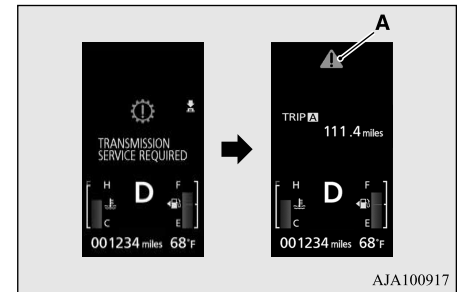 A
TRANSMISSION
SERVICE REQUIRED
H
D
F
C
E
001234 miles 68°F
TRIP A
111.4 miles
H
D
F
C
E
001234 miles 68°F
AJA100917